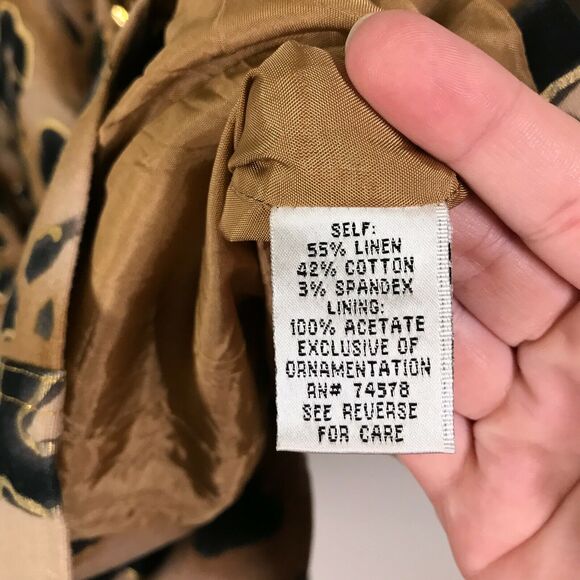 SELF:
55% LINEN
42% COTTON
3% SPANDEX
LINING:
100% ACETATE
EXCLUSIVE OF
ORNAMENTATION
RN# 74578
SEE REVERSE
FOR CARE